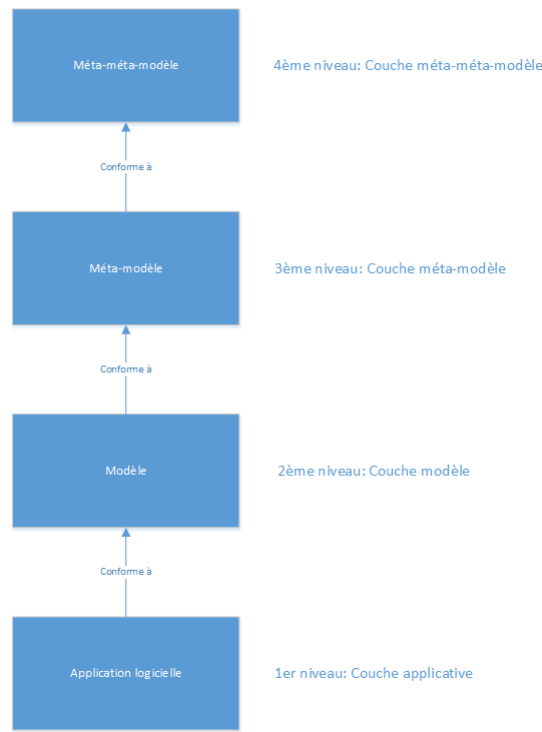 Méta-méta-modèle
4ème niveau: Couche méta-méta-modèle
Conforme à
Méta-modèle
3ème niveau: Couche méta-modèle
Conforme à
Modèle
2ème niveau: Couche modèle
Conforme à
Application logicielle
1er niveau: Couche applicative